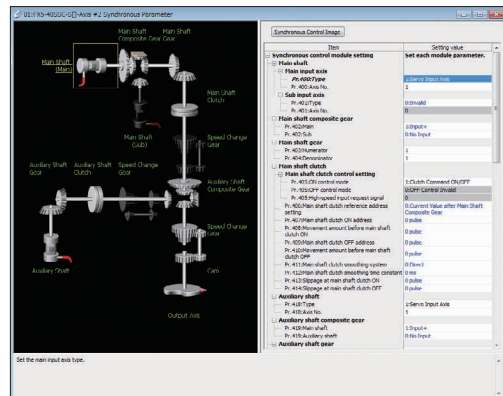 01:FX5-40SSC-S[]-Axis #2 Synchronous Parameter
Main Shaft Composite Gear
Main Shaft Gear
Main Shaft (Main)
Main Shaft Clutch
Main Shaft (Sub)
Speed Change Gear
Auxiliary Shaft Gear
Auxiliary Shaft Clutch
Speed Change Gear
Auxiliary Shaft Composite Gear
Speed Change Gear
Auxiliary Shaft
Cam
Output Axis
Synchronous Control Image
Item Setting value
Synchronous control module setting Set each module parameter.
Main shaft
Main input axis
Pr.400:Type 1:Servo Input Axis
Pr.400:Axis No. 1
Sub input axis
Pr.401:Type 0:Invalid
Pr.401:Axis No. 0
Main shaft composite gear
Pr.402:Main 1:Input+
Pr.402:Sub 0:No Input
Main shaft gear
Pr.403:Numerator 1
Pr.404:Denominator 1
Main shaft clutch
Main shaft clutch control setting
Pr.405:ON control mode 1:Clutch Command ON/OFF
Pr.405:OFF control mode 0:OFF Control Invalid
Pr.405:High-speed input request signal 0
Pr.406:Main shaft clutch reference address setting 0:Current Value after Main Shaft Composite Gear
Pr.407:Main shaft clutch ON address 0 pulse
Pr.408:Movement amount before main shaft clutch ON 0 pulse
Pr.409:Main shaft clutch OFF address 0 pulse
Pr.410:Movement amount before main shaft clutch OFF 0 pulse
Pr.411:Main shaft clutch smoothing system 0:Direct
Pr.412:Main shaft clutch smoothing time constant 0 ms
Pr.413:Slippage at main shaft clutch ON 0 pulse
Pr.414:Slippage at main shaft clutch OFF 0 pulse
Auxiliary shaft
Pr.418:Type 1:Servo Input Axis
Pr.418:Axis No. 1
Auxiliary shaft composite gear
Pr.419:Main shaft 1:Input+
Pr.419:Auxiliary shaft 0:No Input
Auxiliary shaft gear
Set the main input axis type.